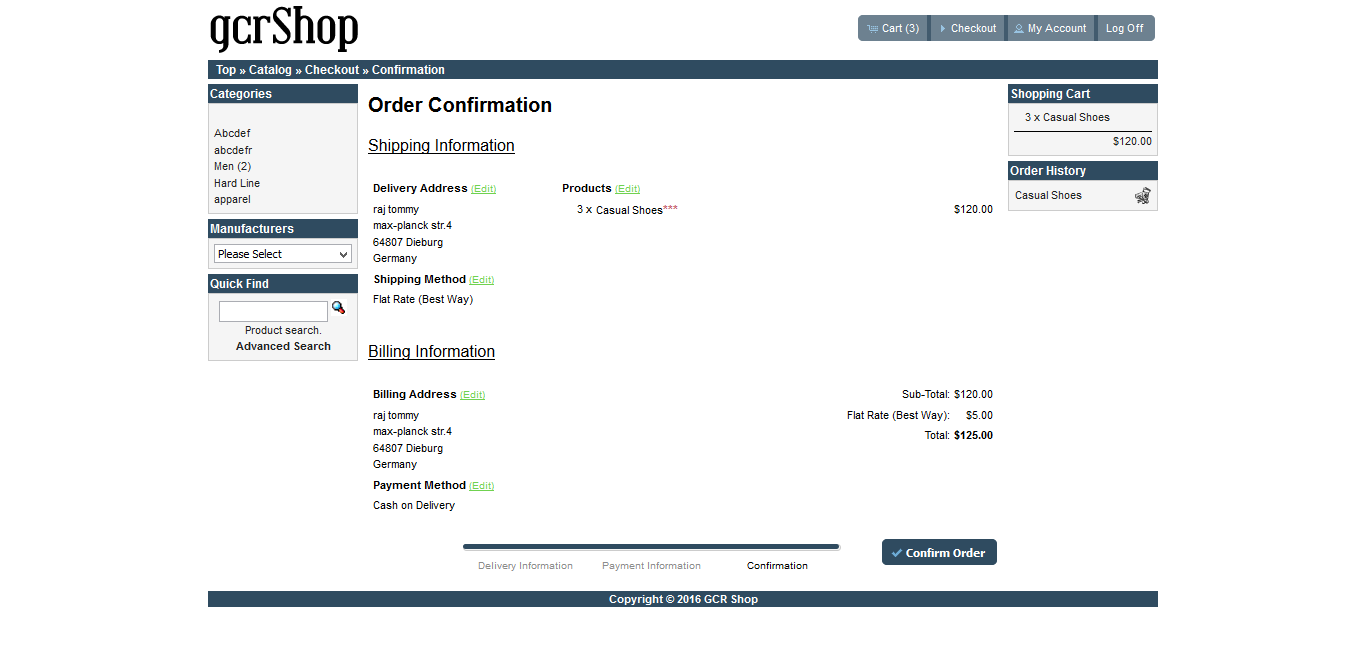 gcrShop
Cart (3)
Checkout
My Account
Log Off
Top » Catalog » Checkout » Confirmation
Categories
Abcdef
abcdefr
Men (2)
Hard Line
apparel
Manufacturers
Please Select
Quick Find
Product search.
Advanced Search
Order Confirmation
Shipping Information
Delivery Address (Edit)
raj tommy
max-planck str.4
64807 Dieburg
Germany
Shipping Method (Edit)
Flat Rate (Best Way)
Products (Edit)
3 x Casual Shoes*** $120.00
Billing Information
Billing Address (Edit)
raj tommy
max-planck str.4
64807 Dieburg
Germany
Payment Method (Edit)
Cash on Delivery
Sub-Total: $120.00
Flat Rate (Best Way): $5.00
Total: $125.00
Delivery Information
Payment Information
Confirmation
Confirm Order
Shopping Cart
3 x Casual Shoes
$120.00
Order History
Casual Shoes
Copyright © 2016 GCR Shop